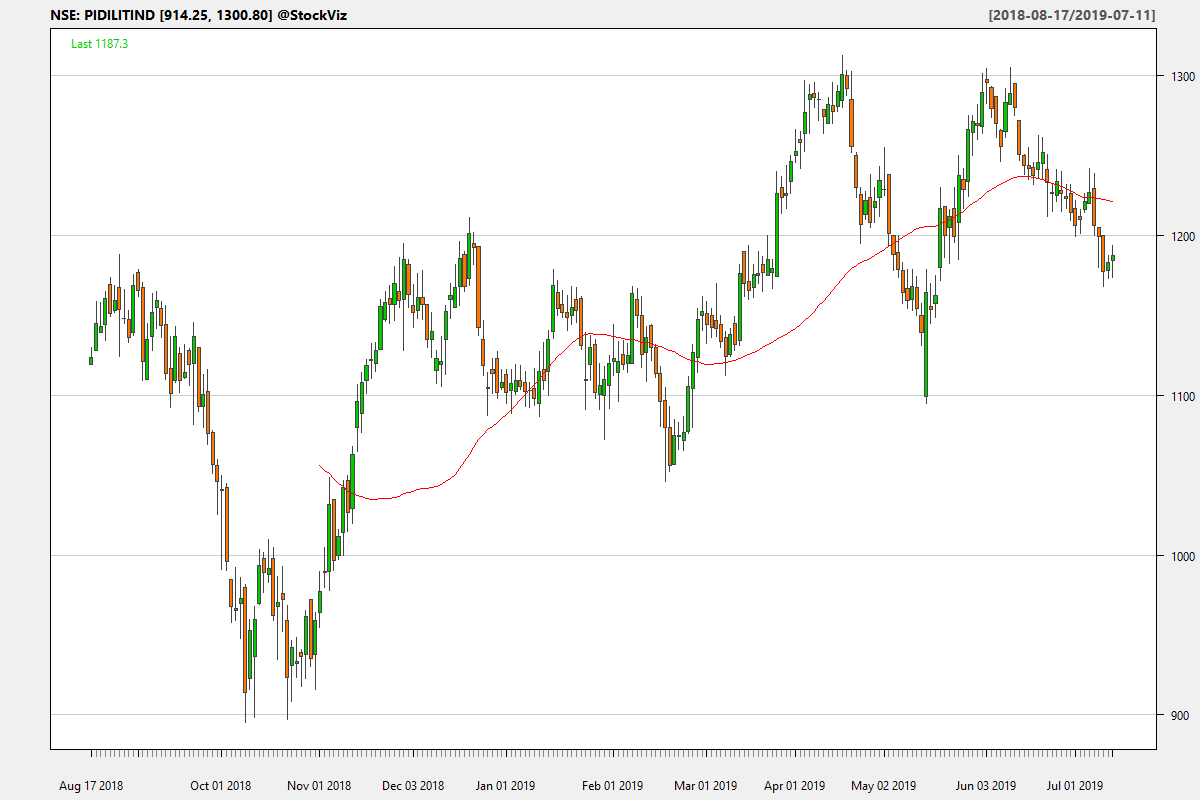 NSE: PIDILITIND [914.25, 1300.80] @StockViz [2018-08-17/2019-07-11]
Last 1187.3
1300
1200
1100
1000
900
Aug 17 2018 Oct 01 2018 Nov 01 2018 Dec 03 2018 Jan 01 2019 Feb 01 2019 Mar 01 2019 Apr 01 2019 May 02 2019 Jun 03 2019 Jul 01 2019